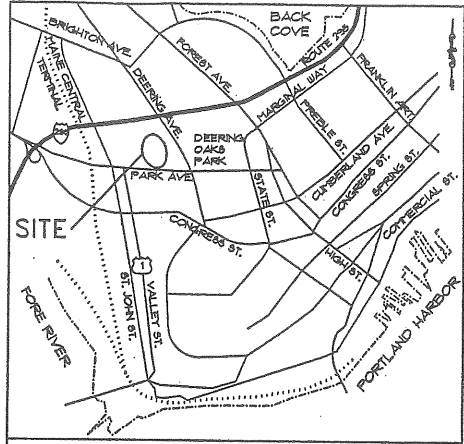 BACK
COVE
BRIGHTON AVE.
FOREST AVE.
ROUTE 295
MAINE CENTRAL
TERMINAL
DEERING AVE.
MARGINAL WAY
FRANKLIN ART.
PREBLE ST.
295
DEERING
OAKS
PARK
CUMBERLAND AVE
PARK AVE.
CONGRESS ST.
SPRING ST.
STATE ST.
COMMERCIAL ST.
SITE
CONGRESS ST.
HIGH ST.
1
ST. JOHN ST.
VALLEY ST.
FORE RIVER
PORTLAND HARBOR